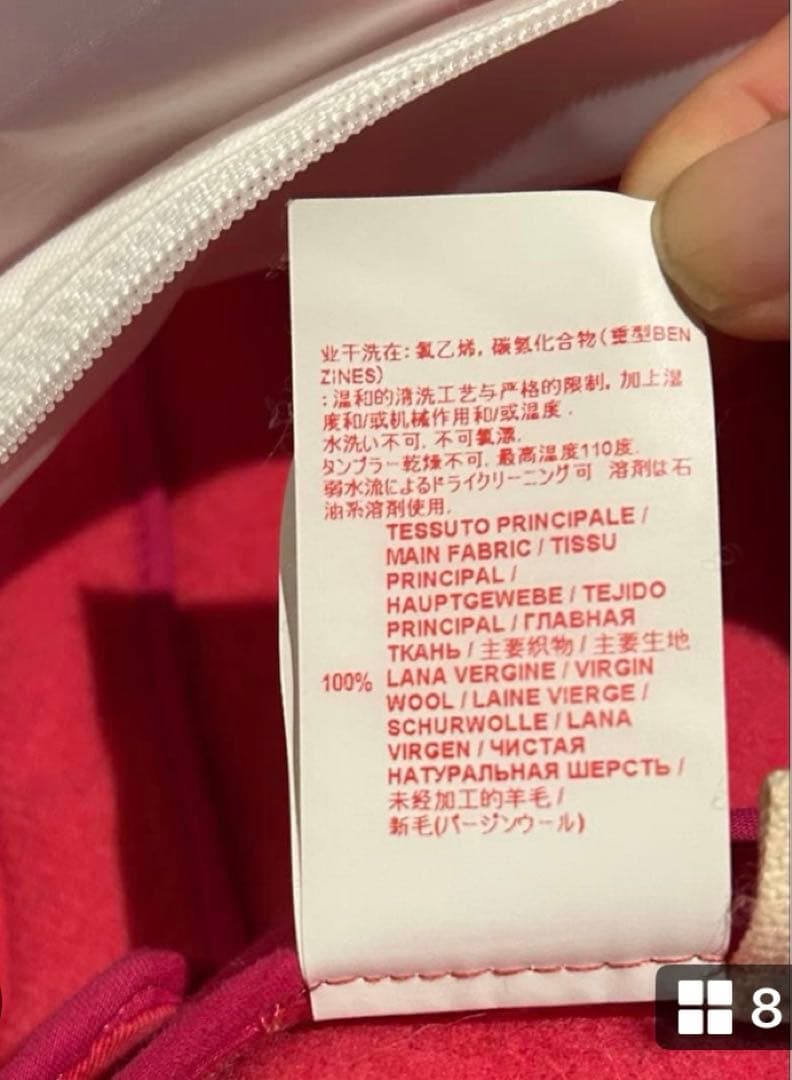 业干洗在: 氯乙烯, 碳氢化合物(重型BEN
ZiNES)
: 温和的清洗工艺与严格的限制, 加上湿
度和/或机械作用和/或温度 .
水洗い不可, 不可氯漂,
タンブラー乾燥不可, 最高温度110度,
弱水流によるドライクリーニング可 溶剤は石
油系溶剤使用,
TESSUTO PRINCIPALE /
MAIN FABRIC / TISSU
PRINCIPAL /
HAUPTGEWEBE / TEJIDO
PRINCIPAL / ГЛАВНАЯ
ТКАНЬ / 主要织物 / 主要生地
100% LANA VERGINE / VIRGIN
WOOL / LAINE VIERGE /
SCHURWOLLE / LANA
VIRGEN / ЧИСТАЯ
НАТУРАЛЬНАЯ ШЕРСТЬ /
未经加工的羊毛 /
新毛(バージンウール)
8